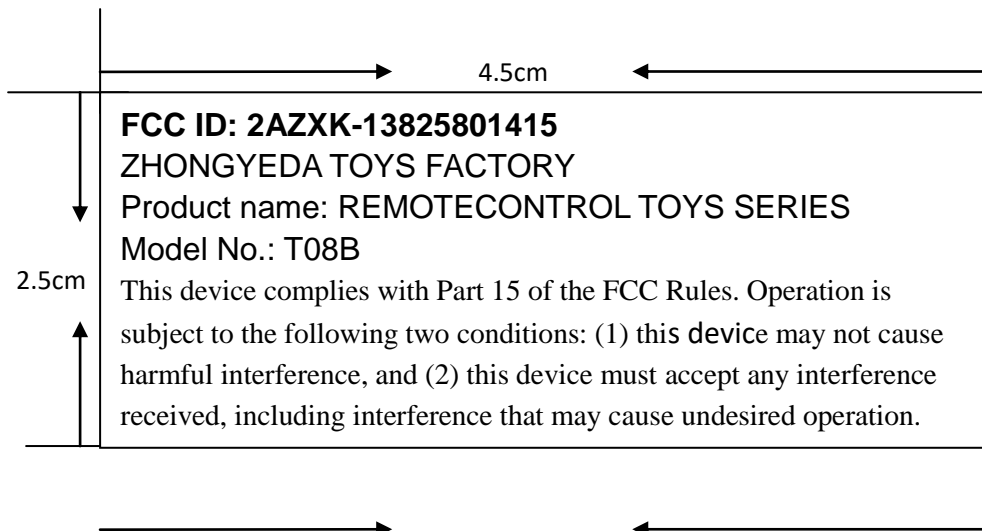 4.5cm
FCC ID: 2AZXK-13825801415
ZHONGYEDA TOYS FACTORY
Product name: REMOTECONTROL TOYS SERIES
Model No.: T08B
2.5cm
This device complies with Part 15 of the FCC Rules. Operation is
subject to the following two conditions: (1) this device may not cause
harmful interference, and (2) this device must accept any interference
received, including interference that may cause undesired operation.